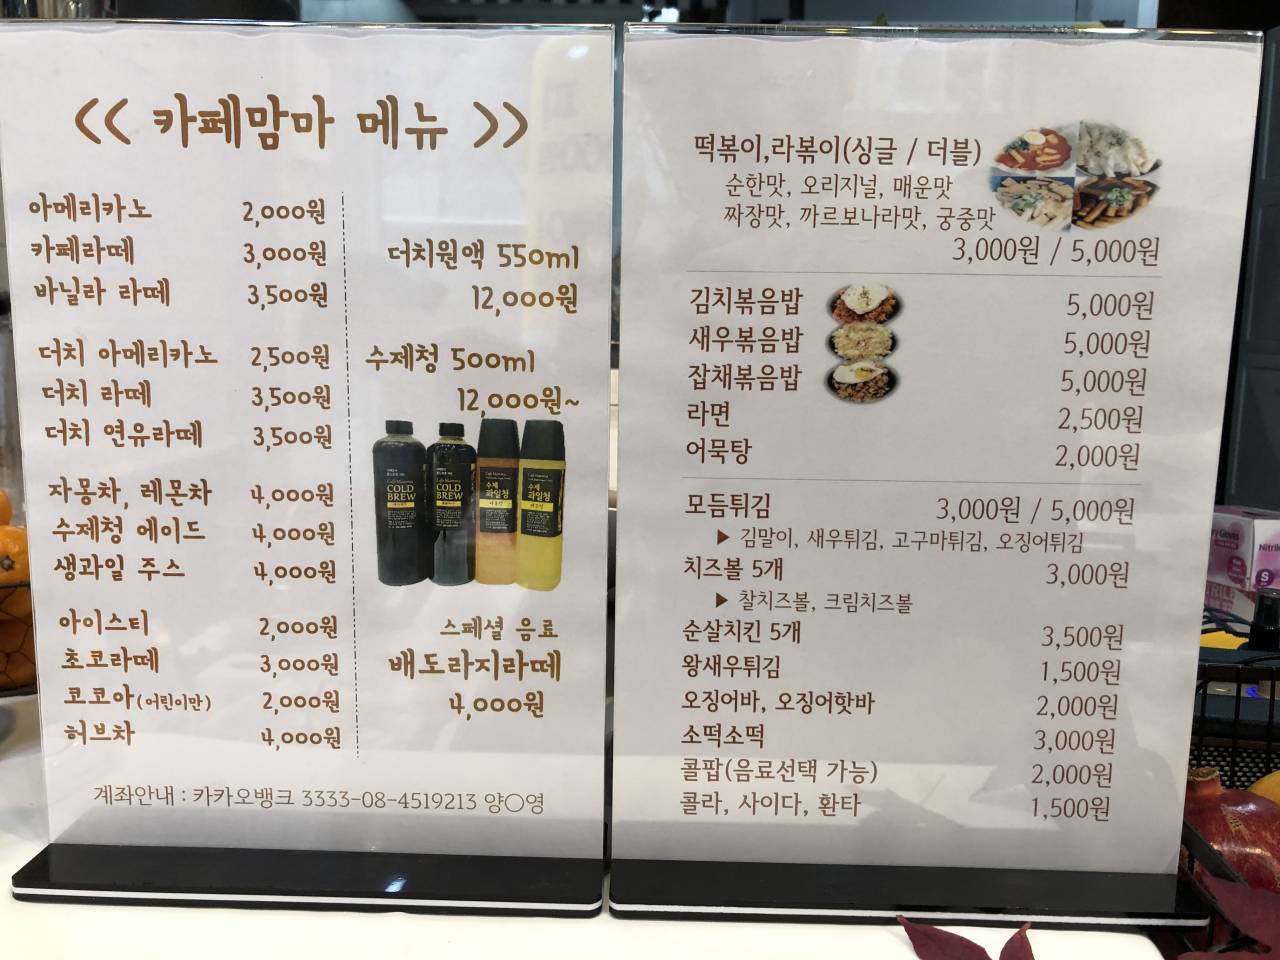 << 카페맘마 메뉴 >>
아메리카노 2,000원
카페라떼 3,000원
바닐라 라떼 3,500원
더치 아메리카노 2,500원
더치 라떼 3,500원
더치 연유라떼 3,500원
자몽차, 레몬차 4,000원
수제청 에이드 4,000원
생과일 주스 4,000원
아이스티 2,000원
초코라떼 3,000원
코코아(어린이만) 2,000원
허브차 4,000원
더치원액 550ml
12,000원
수제청 500ml
12,000원~
COLD
BREW
COLD
BREW
수제
과일청
수제
과일청
스페셜 음료
배도라지라떼
4,000원
계좌안내 : 카카오뱅크 3333-08-4519213 양○영
떡볶이,라볶이(싱글 / 더블)
순한맛, 오리지널, 매운맛
짜장맛, 까르보나라맛, 궁중맛
3,000원 / 5,000원
김치볶음밥 5,000원
새우볶음밥 5,000원
잡채볶음밥 5,000원
라면 2,500원
어묵탕 2,000원
모듬튀김 3,000원 / 5,000원
▶ 김말이, 새우튀김, 고구마튀김, 오징어튀김
치즈볼 5개 3,000원
▶ 찰치즈볼, 크림치즈볼
순살치킨 5개 3,500원
왕새우튀김 1,500원
오징어바, 오징어핫바 2,000원
소떡소떡 3,000원
콜팝(음료선택 가능) 2,000원
콜라, 사이다, 환타 1,500원
Gloves
Nitrile
S